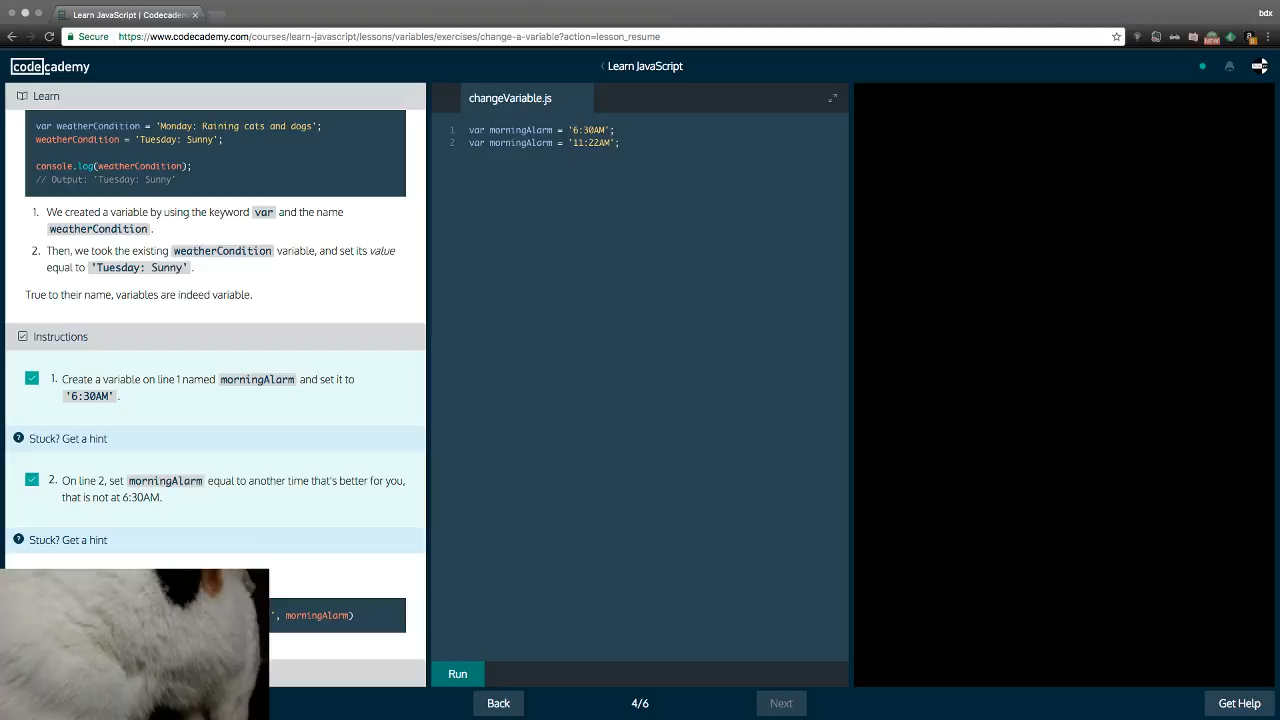 Learn JavaScript | Codecadem
bdx
Secure
https://www.codecademy.com/courses/learn-javascript/lessons/variables/exercises/change-a-variable?action=lesson_resume
NEW
codecademy
Learn JavaScript
Learn
var weatherCondition = 'Monday: Raining cats and dogs';
weatherCondition = 'Tuesday: Sunny';
console.log(weatherCondition);
// Output: 'Tuesday: Sunny'
1. We created a variable by using the keyword var and the name
weatherCondition.
2. Then, we took the existing weatherCondition variable, and set its value
equal to 'Tuesday: Sunny'.
True to their name, variables are indeed variable.
Instructions
1. Create a variable on line 1 named morningAlarm and set it to
'6:30AM'.
Stuck? Get a hint
2. On line 2, set morningAlarm equal to another time that's better for you,
that is not at 6:30AM.
Stuck? Get a hint
', morningAlarm)
changeVariable.js
1 var morningAlarm = '6:30AM';
2 var morningAlarm = '11:22AM';
Run
Back
4/6
Next
Get Help